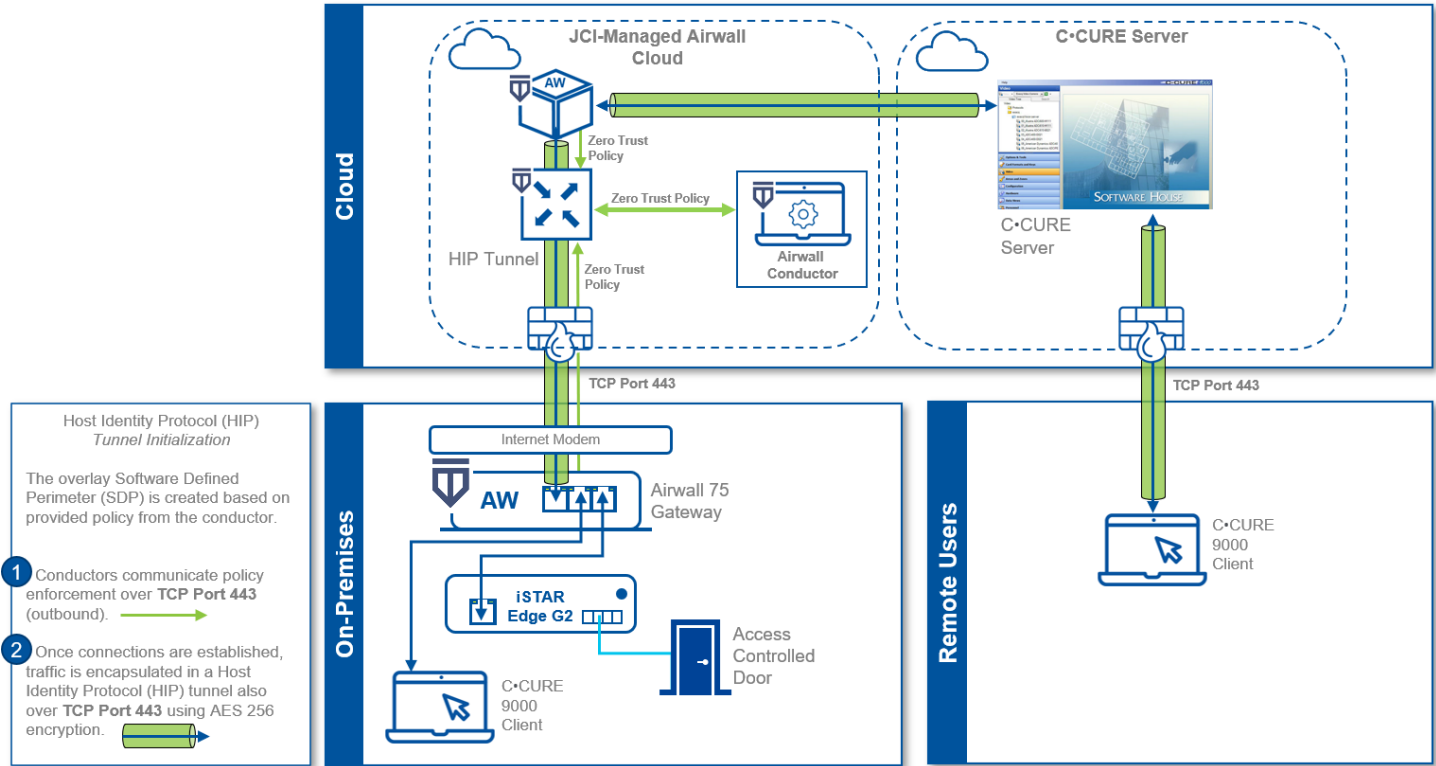 Cloud
JCI-Managed Airwall
Cloud
AW
Zero Trust
Policy
HIP Tunnel
Zero Trust Policy
Airwall
Conductor
Zero Trust
Policy
C•CURE Server
SOFTWARE HOUSE
C•CURE
Server
TCP Port 443
TCP Port 443
Host Identity Protocol (HIP)
Tunnel Initialization
The overlay Software Defined
Perimeter (SDP) is created based on
provided policy from the conductor.
1
Conductors communicate policy
enforcement over TCP Port 443
(outbound).
2
Once connections are established,
traffic is encapsulated in a Host
Identity Protocol (HIP) tunnel also
over TCP Port 443 using AES 256
encryption.
On-Premises
Internet Modem
AW
Airwall 75
Gateway
iSTAR
Edge G2
Access
Controlled
Door
C•CURE
9000
Client
Remote Users
C•CURE
9000
Client